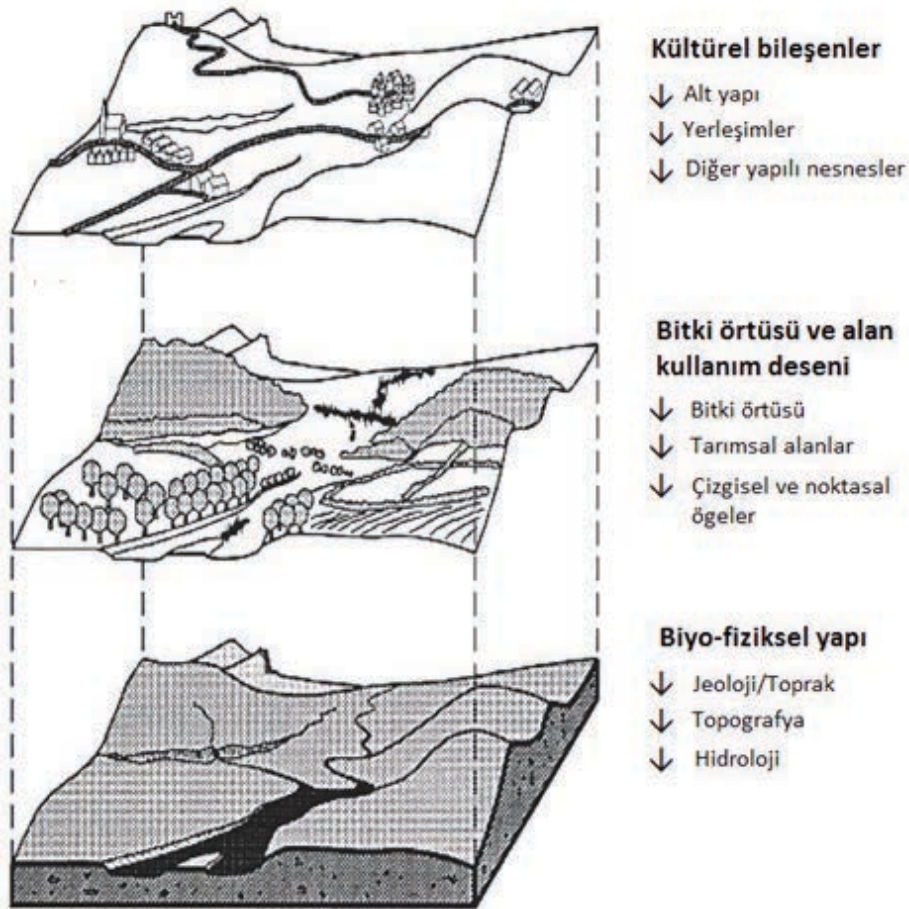 Kültürel bileşenler
↓ Alt yapı
↓ Yerleşimler
↓ Diğer yapılı nesnesler
Bitki örtüsü ve alan
kullanım deseni
↓ Bitki örtüsü
↓ Tarımsal alanlar
↓ Çizgisel ve noktasal
ögeler
Biyo-fiziksel yapı
↓ Jeoloji/Toprak
↓ Topografya
↓ Hidroloji